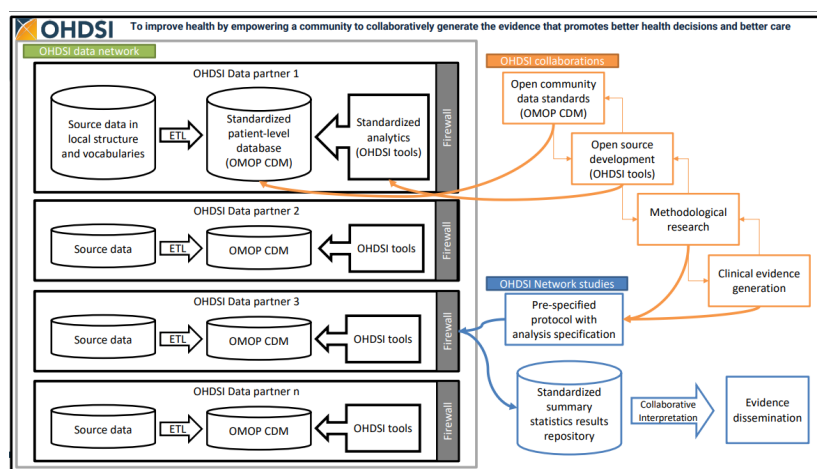 OHDSI
To improve health by empowering a community to collaboratively generate the evidence that promotes better health decisions and better care
OHDSI data network
OHDSI Data partner 1
Source data in
local structure
and vocabularies
ETL
Standardized
patient-level
database
(OMOP CDM)
Standardized
analytics
(OHDSI tools)
Firewall
OHDSI Data partner 2
Source data
ETL
OMOP CDM
OHDSI tools
Firewall
OHDSI Data partner 3
Source data
ETL
OMOP CDM
OHDSI tools
Firewall
OHDSI Data partner n
Source data
ETL
OMOP CDM
OHDSI tools
Firewall
OHDSI collaborations
Open community
data standards
(OMOP CDM)
Open source
development
(OHDSI tools)
Methodological
research
Clinical evidence
generation
OHDSI Network studies
Pre-specified
protocol with
analysis specification
Standardized
summary
statistics results
repository
Collaborative
Interpretation
Evidence
dissemination